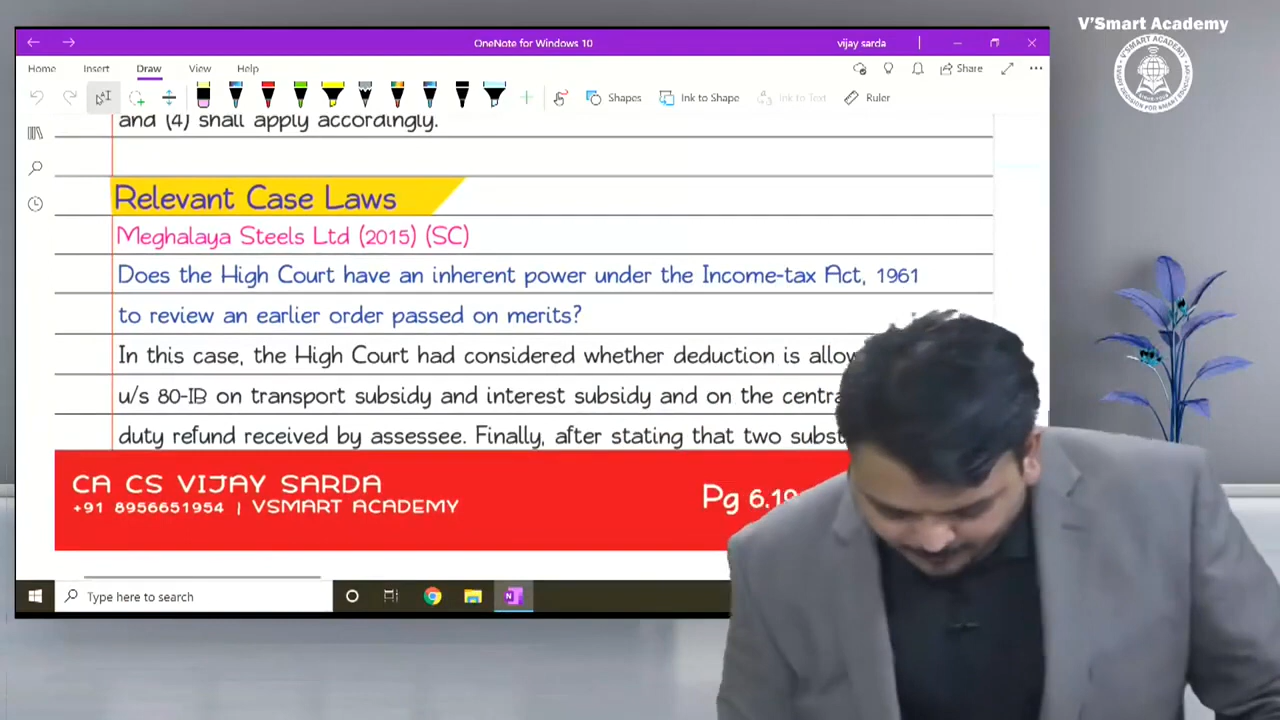 V'Smart Academy
OneNote for Windows 10
vijay sarda
Home Insert Draw View Help
Share
Shapes Ink to Shape Ink to Text Ruler
and (4) shall apply accordingly.
Relevant Case Laws
Meghalaya Steels Ltd (2015) (SC)
Does the High Court have an inherent power under the Income-tax Act, 1961
to review an earlier order passed on merits?
In this case, the High Court had considered whether deduction is
u/s 80-IB on transport subsidy and interest subsidy and on the
duty refund received by assessee. Finally, after stating that two
CA CS VIJAY SARDA
+91 8956651954 | VSMART ACADEMY
Pg
Type here to search